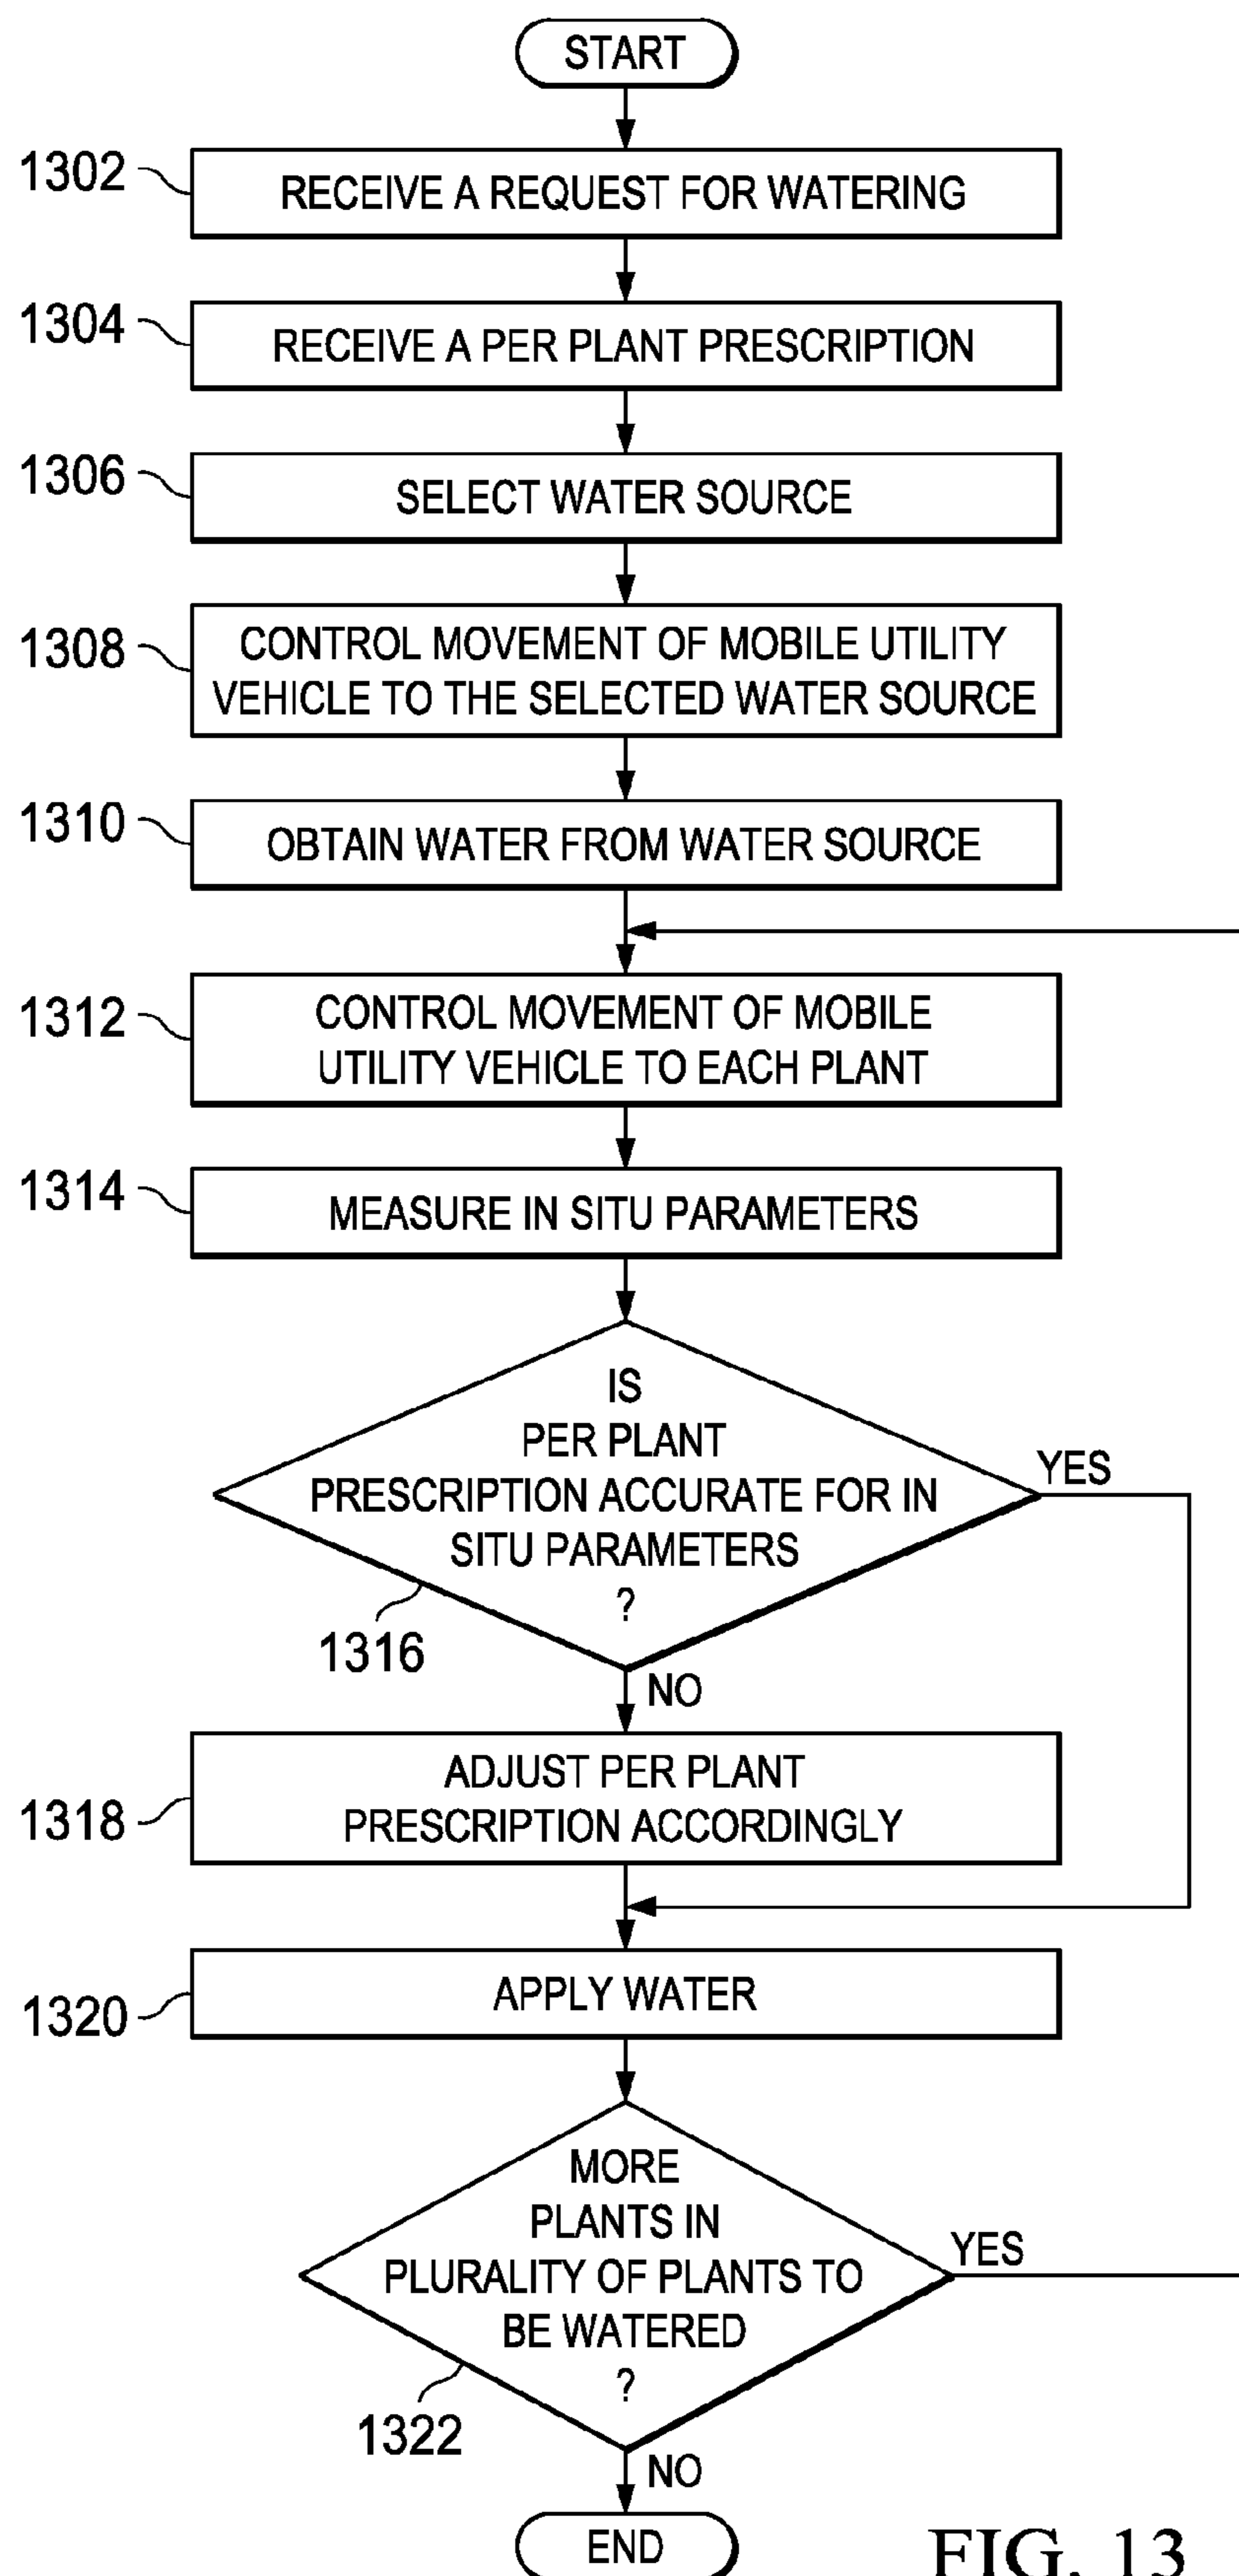 START
1302
RECEIVE A REQUEST FOR WATERING
1304
RECEIVE A PER PLANT PRESCRIPTION
1306
SELECT WATER SOURCE
1308
CONTROL MOVEMENT OF MOBILE UTILITY
VEHICLE TO THE SELECTED WATER SOURCE
1310
OBTAIN WATER FROM WATER SOURCE
1312
CONTROL MOVEMENT OF MOBILE
UTILITY VEHICLE TO EACH PLANT
1314
MEASURE IN SITU PARAMETERS
IS
PER PLANT
PRESCRIPTION ACCURATE FOR IN
SITU PARAMETERS
?
YES
1316
NO
1318
ADJUST PER PLANT
PRESCRIPTION ACCORDINGLY
1320
APPLY WATER
MORE
PLANTS IN
PLURALITY OF PLANTS TO
BE WATERED
?
YES
1322
NO
END
FIG. 13